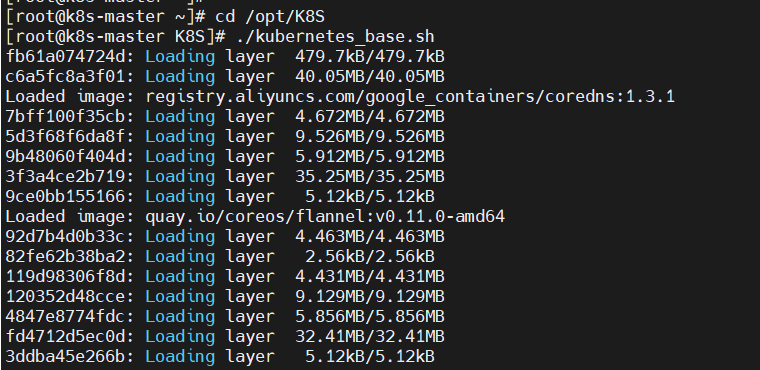 [root@k8s-master ~]# cd /opt/K8S
[root@k8s-master K8S]# ./kubernetes_base.sh
fb61a074724d: Loading layer  479.7kB/479.7kB
c6a5fc8a3f01: Loading layer  40.05MB/40.05MB
Loaded image: registry.aliyuncs.com/google_containers/coredns:1.3.1
7bff100f35cb: Loading layer  4.672MB/4.672MB
5d3f68f6da8f: Loading layer  9.526MB/9.526MB
9b48060f404d: Loading layer  5.912MB/5.912MB
3f3a4ce2b719: Loading layer  35.25MB/35.25MB
9ce0bb155166: Loading layer   5.12kB/5.12kB
Loaded image: quay.io/coreos/flannel:v0.11.0-amd64
92d7b4d0b33c: Loading layer  4.463MB/4.463MB
82fe62b38ba2: Loading layer   2.56kB/2.56kB
119d98306f8d: Loading layer  4.431MB/4.431MB
120352d48cce: Loading layer  9.129MB/9.129MB
4847e8774fdc: Loading layer  5.856MB/5.856MB
fd4712d5ec0d: Loading layer  32.41MB/32.41MB
3ddba45e266b: Loading layer   5.12kB/5.12kB